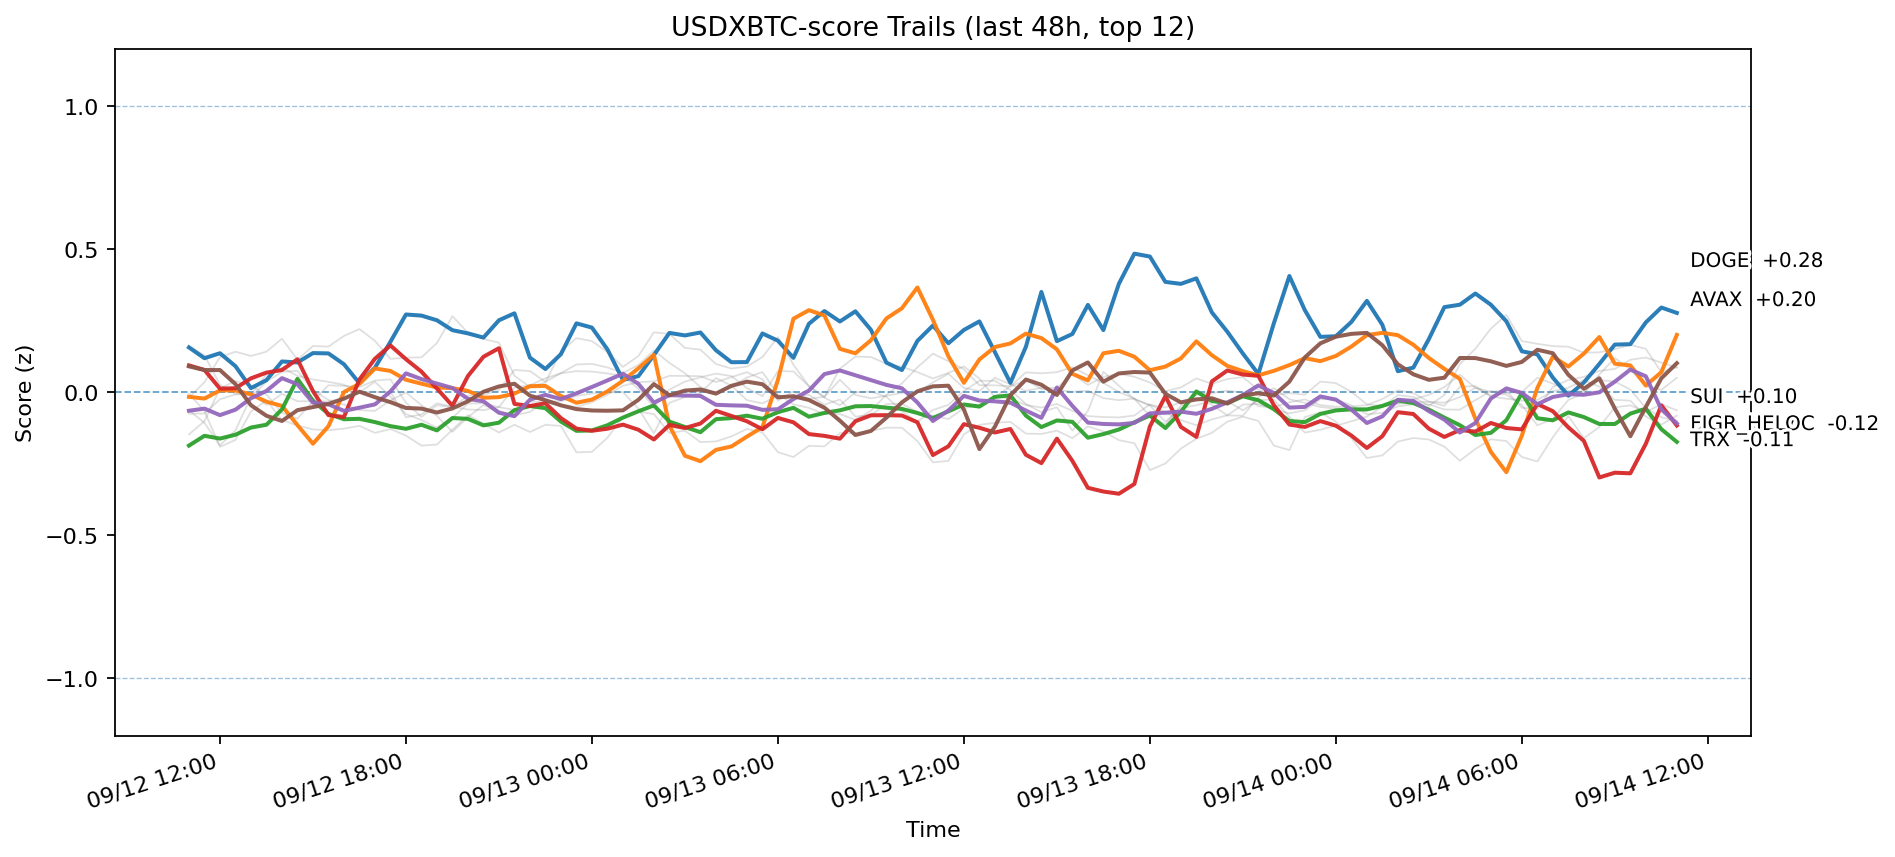 USDXBTC-score Trails (last 48h, top 12)
Score (z)
1.0
0.5
0.0
−0.5
−1.0
DOGE +0.28
AVAX +0.20
SUI +0.10
FIGR_HELOC -0.12
TRX -0.11
09/12 12:00
09/12 18:00
09/13 00:00
09/13 06:00
09/13 12:00
09/13 18:00
09/14 00:00
09/14 06:00
09/14 12:00
Time